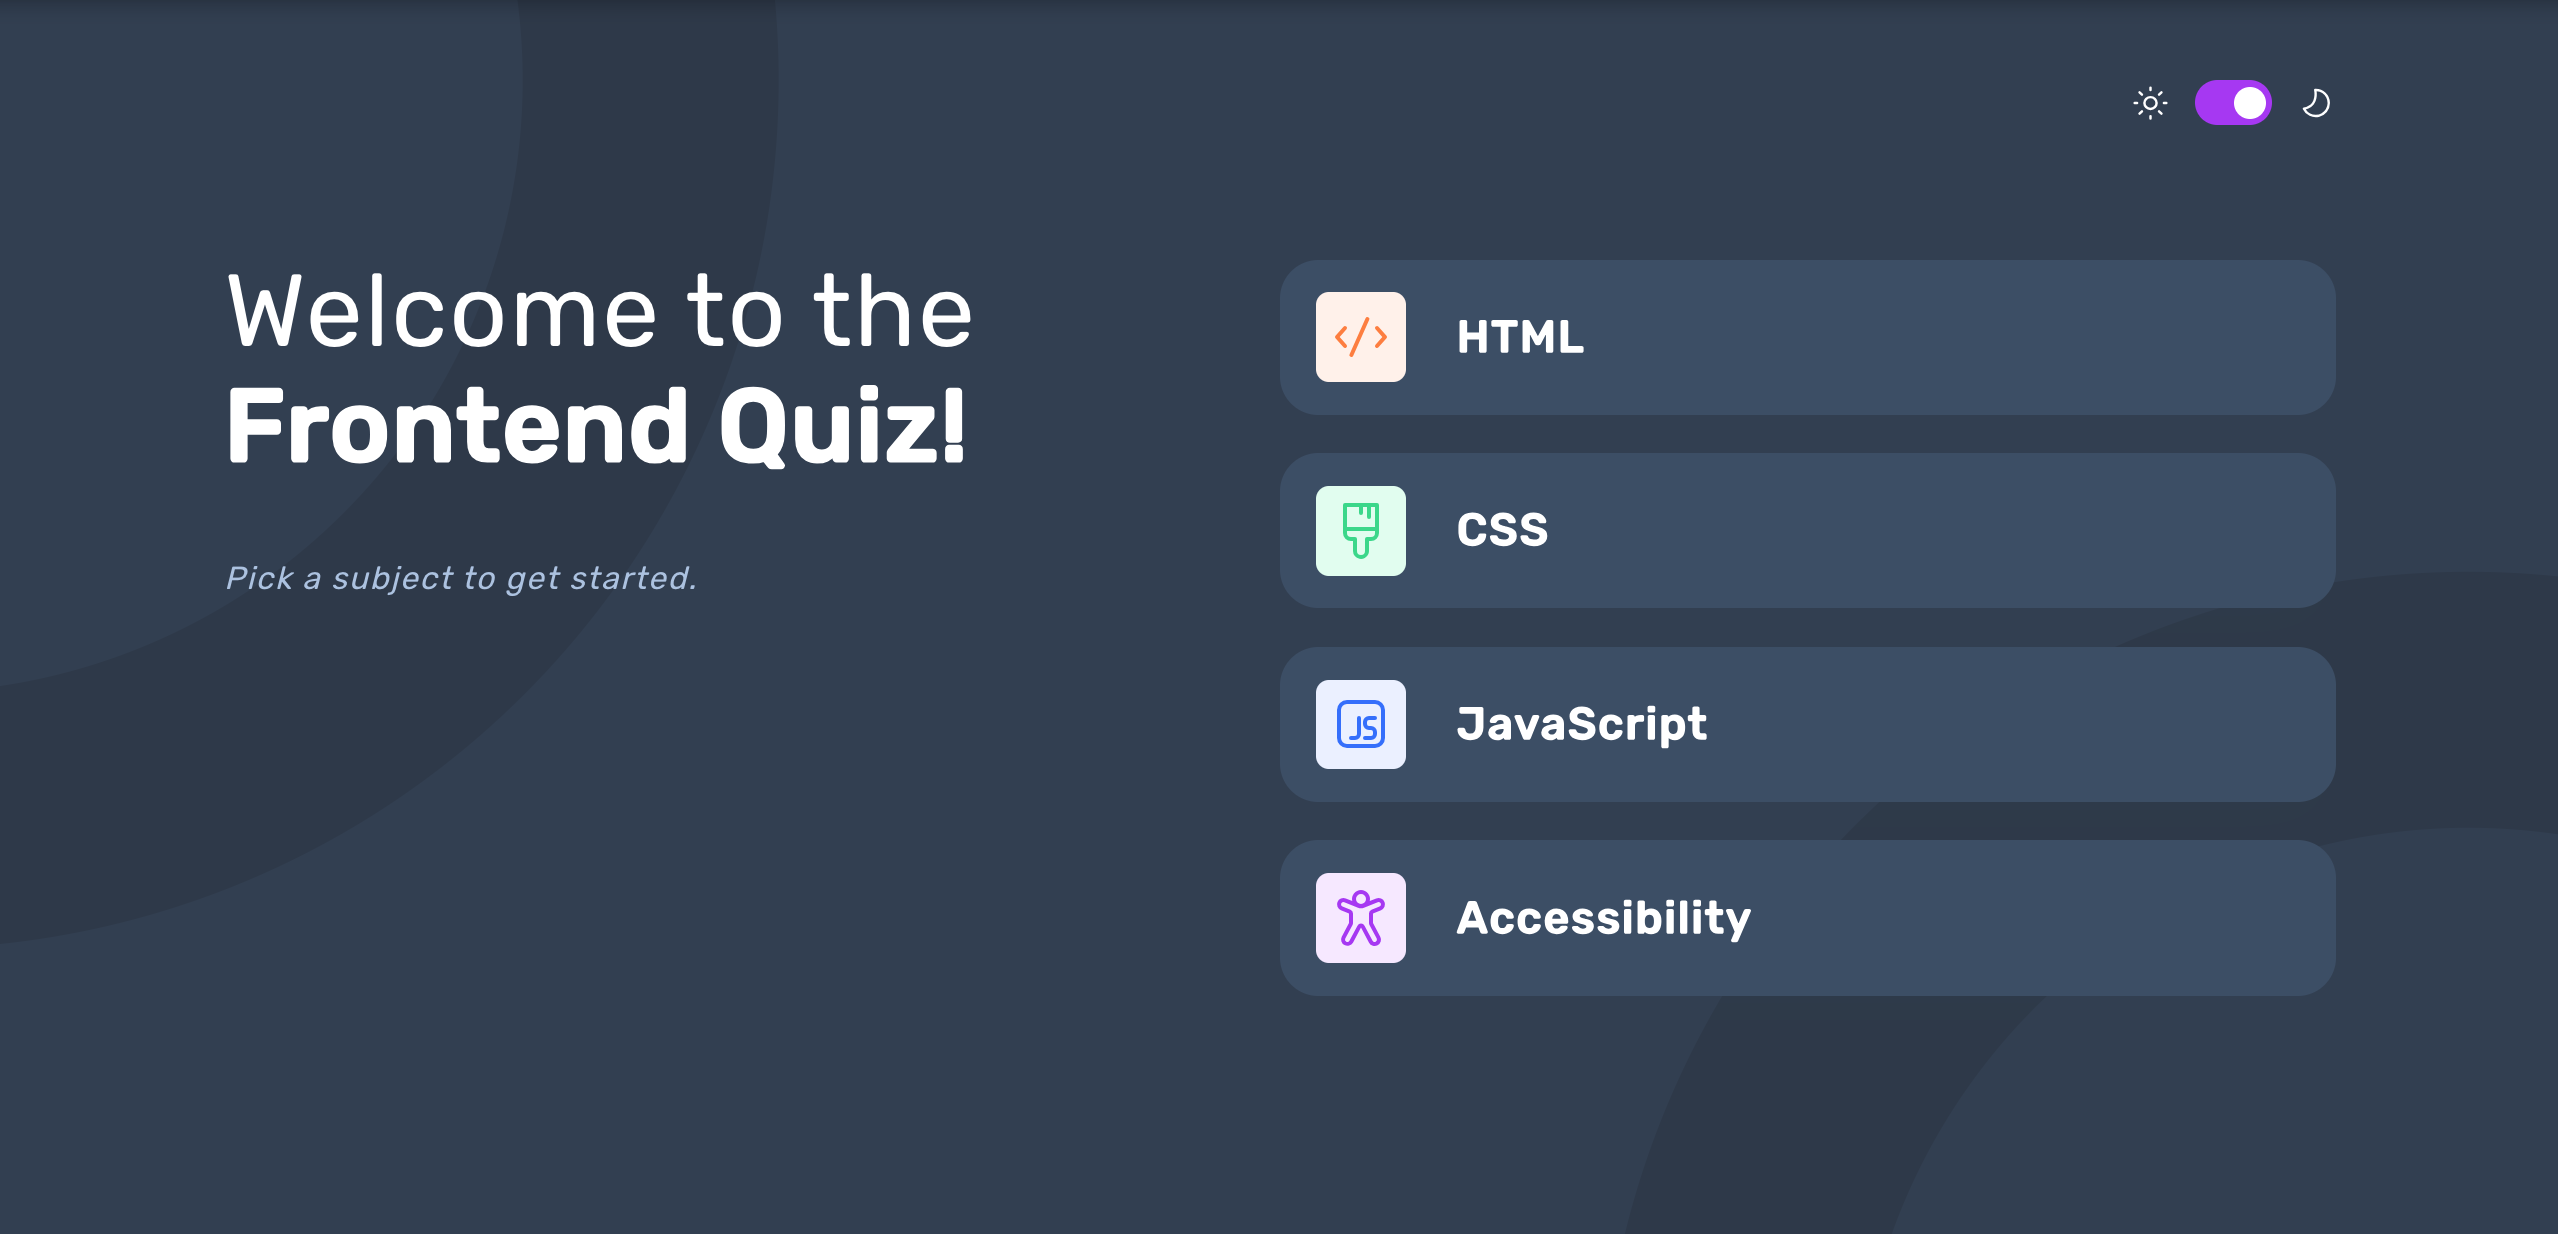 Welcome to the
Frontend Quiz!
Pick a subject to get started.
HTML
CSS
JS
JavaScript
Accessibility